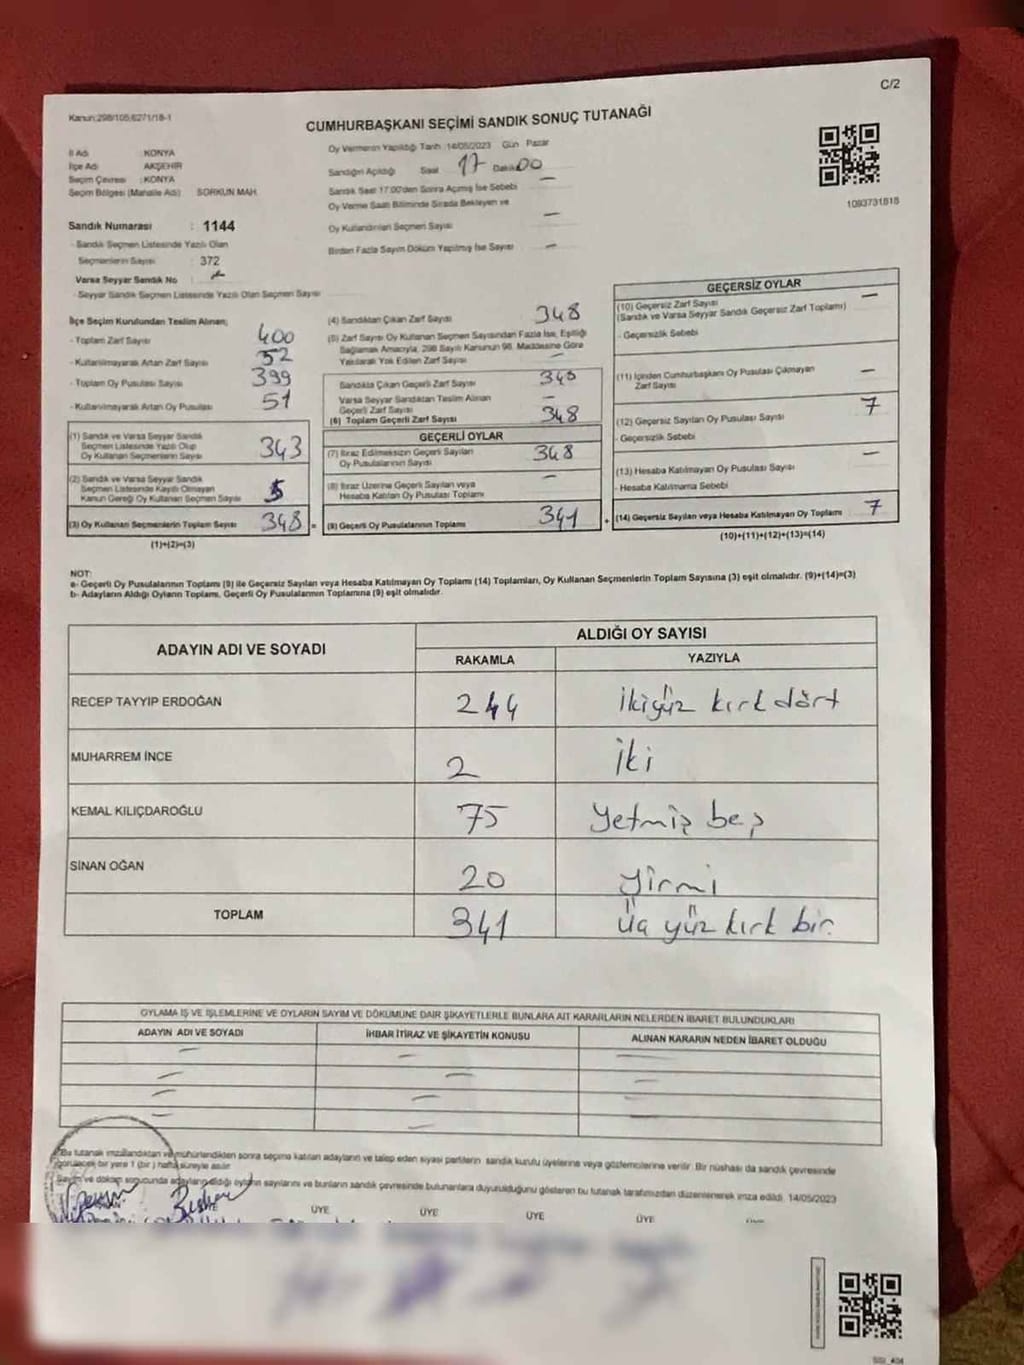 C/2
Kanun:298/105,6271/18-1
CUMHURBAŞKANI SEÇİMİ SANDIK SONUÇ TUTANAĞI
İl Adı : KONYA
İlçe Adı : AKŞEHİR
Seçim Çevresi : KONYA
Seçim Bölgesi (Mahalle Adı) SORKUN MAH.
Oy Vermenin Yapıldığı Tarih :14/05/2023 Gün Pazar
Sandığın Açıldığı Saat 17 Dakika 00
Sandık Saat 17:00'den Sonra Açılmış İse Sebebi —
Oy Verme Saati Bitiminde Sırada Bekleyen ve
Oy Kullandırılan Seçmen Sayısı —
Birden Fazla Sayım Döküm Yapılmış İse Sayısı —
1093731818
Sandık Numarası : 1144
- Sandık Seçmen Listesinde Yazılı Olan
Seçmenlerin Sayısı : 372
Varsa Seyyar Sandık No :
- Seyyar Sandık Seçmen Listesinde Yazılı Olan Seçmen Sayısı
İlçe Seçim Kurulundan Teslim Alınan;
- Toplam Zarf Sayısı 400
- Kullanılmayarak Artan Zarf Sayısı 52
- Toplam Oy Pusulası Sayısı 399
- Kullanılmayarak Artan Oy Pusulası 51
(1) Sandık ve Varsa Seyyar Sandık
Seçmen Listesinde Yazılı Olup
Oy Kullanan Seçmenlerin Sayısı 343
(2) Sandık ve Varsa Seyyar Sandık
Seçmen Listesinde Kayıtlı Olmayan
Kanun Gereği Oy Kullanan Seçmen Sayısı 5
(3) Oy Kullanan Seçmenlerin Toplam Sayısı 348 =
(1)+(2)=(3)
(4) Sandıktan Çıkan Zarf Sayısı 348
(5) Zarf Sayısı Oy Kullanan Seçmen Sayısından Fazla İse, Eşitliği
Sağlamak Amacıyla, 298 Sayılı Kanunun 98. Maddesine Göre
Yakılarak Yok Edilen Zarf Sayısı —
Sandıkta Çıkan Geçerli Zarf Sayısı 348
Varsa Seyyar Sandıktan Teslim Alınan
Geçerli Zarf Sayısı —
(6) Toplam Geçerli Zarf Sayısı 348
GEÇERLİ OYLAR
(7) İtiraz Edilmeksizin Geçerli Sayılan
Oy Pusulalarının Sayısı 348
(8) İtiraz Üzerine Geçerli Sayılan veya
Hesaba Katılan Oy Pusulası Toplamı —
(9) Geçerli Oy Pusulalarının Toplamı 341 +
GEÇERSİZ OYLAR
(10) Geçersiz Zarf Sayısı —
(Sandık ve Varsa Seyyar Sandık Geçersiz Zarf Toplamı)
- Geçersizlik Sebebi
(11) İçinden Cumhurbaşkanı Oy Pusulası Çıkmayan —
Zarf Sayısı
(12) Geçersiz Sayılan Oy Pusulası Sayısı 7
- Geçersizlik Sebebi
(13) Hesaba Katılmayan Oy Pusulası Sayısı —
- Hesaba Katılmama Sebebi
(14) Geçersiz Sayılan veya Hesaba Katılmayan Oy Toplamı 7
(10)+(11)+(12)+(13)=(14)
NOT:
a- Geçerli Oy Pusulalarının Toplamı (9) ile Geçersiz Sayılan veya Hesaba Katılmayan Oy Toplamı (14) Toplamları, Oy Kullanan Seçmenlerin Toplam Sayısına (3) eşit olmalıdır. (9)+(14)=(3)
b- Adayların Aldığı Oyların Toplamı, Geçerli Oy Pusulalarının Toplamına (9) eşit olmalıdır.
ADAYIN ADI VE SOYADI
ALDIĞI OY SAYISI
RAKAMLA YAZIYLA
RECEP TAYYİP ERDOĞAN 244 ikiyüz kırk dört
MUHARREM İNCE 2 iki
KEMAL KILIÇDAROĞLU 75 Yetmiş beş
SİNAN OĞAN 20 yirmi
TOPLAM 341 üç yüz kırk bir.
OYLAMA İŞ VE İŞLEMLERİNE VE OYLARIN SAYIM VE DÖKÜMÜNE DAİR ŞİKAYETLERLE BUNLARA AİT KARARLARIN NELERDEN İBARET BULUNDUKLARI
ADAYIN ADI VE SOYADI İHBAR İTİRAZ VE ŞİKAYETİN KONUSU ALINAN KARARIN NEDEN İBARET OLDUĞU
Bu tutanak imzalandıktan ve mühürlendikten sonra seçime katılan adayların ve talep eden siyasi partilerin sandık kurulu üyelerine veya gözlemcilerine verilir. Bir nüshası da sandık çevresinde
görülecek bir yere 1 (bir) hafta süreyle asılır.
Sayım ve döküm sonucunda adayların aldığı oyların sayılarını ve bunların sandık çevresinde bulunanlara duyurulduğunu gösteren bu tutanak tarafımızdan düzenlenerek imza edildi. 14/05/2023
ÜYE ÜYE ÜYE ÜYE